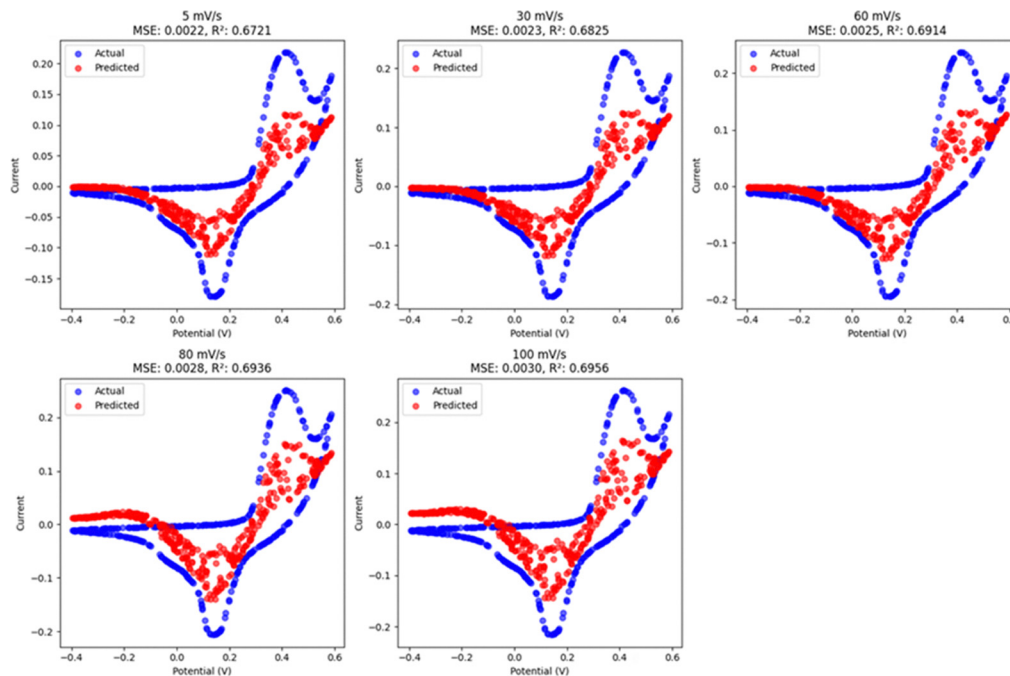 5 mV/s
MSE: 0.0022, R²: 0.6721
Actual
Predicted
0.20
0.15
0.10
0.05
0.00
−0.05
−0.10
−0.15
Current
−0.4 −0.2 0.0 0.2 0.4 0.6
Potential (V)
30 mV/s
MSE: 0.0023, R²: 0.6825
Actual
Predicted
0.2
0.1
0.0
−0.1
−0.2
Current
−0.4 −0.2 0.0 0.2 0.4 0.6
Potential (V)
60 mV/s
MSE: 0.0025, R²: 0.6914
Actual
Predicted
0.2
0.1
0.0
−0.1
−0.2
Current
−0.4 −0.2 0.0 0.2 0.4
Potential (V)
80 mV/s
MSE: 0.0028, R²: 0.6936
Actual
Predicted
0.2
0.1
0.0
−0.1
−0.2
Current
−0.4 −0.2 0.0 0.2 0.4 0.6
Potential (V)
100 mV/s
MSE: 0.0030, R²: 0.6956
Actual
Predicted
0.2
0.1
0.0
−0.1
−0.2
Current
−0.4 −0.2 0.0 0.2 0.4 0.6
Potential (V)